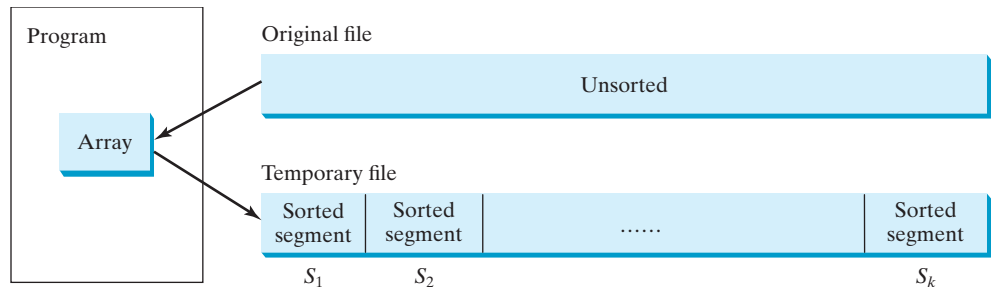 Program
Original file
Unsorted
Array
Temporary file
Sorted segment
Sorted segment
......
Sorted segment
S1
S2
Sk